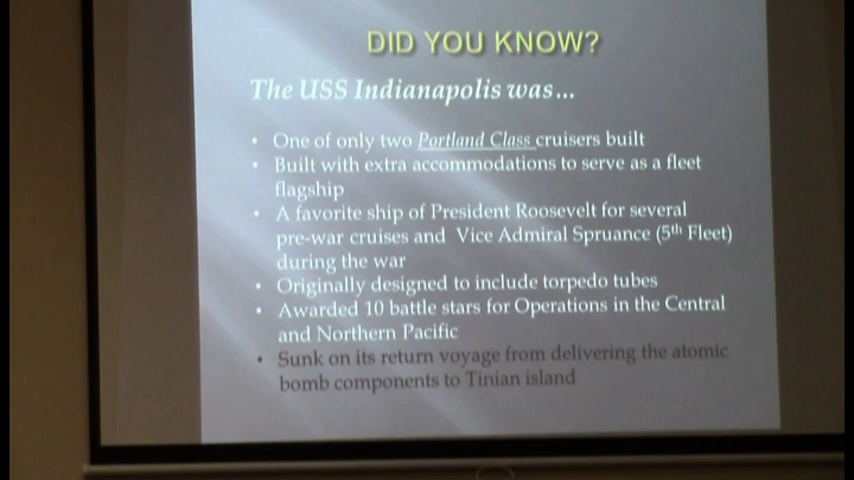 DID YOU KNOW?
The USS Indianapolis was...
• One of only two Portland Class cruisers built
• Built with extra accommodations to serve as a fleet
flagship
• A favorite ship of President Roosevelt for several
pre-war cruises and Vice Admiral Spruance (5th Fleet)
during the war
• Originally designed to include torpedo tubes
• Awarded 10 battle stars for Operations in the Central
and Northern Pacific
• Sunk on its return voyage from delivering the atomic
bomb components to Tinian island